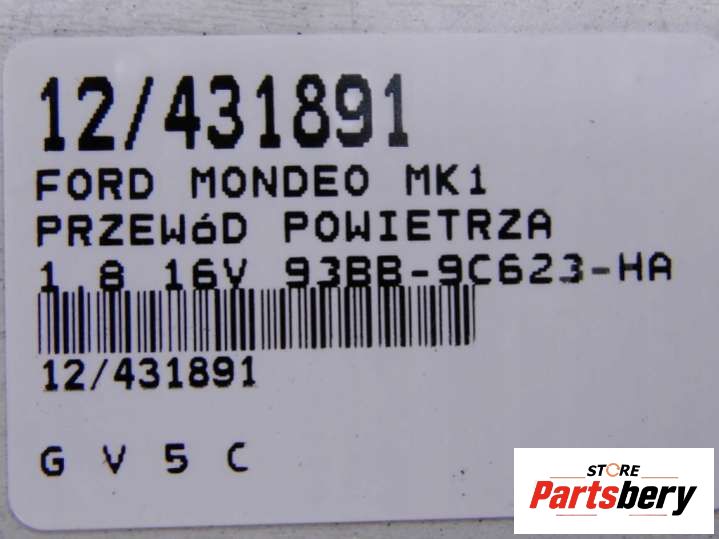 12/431891
FORD MONDEO MK1
PRZEWóD POWIETRZA
1.8 16V 93BB-9C623-HA
12/431891
G V 5 C
STORE
Partsbery